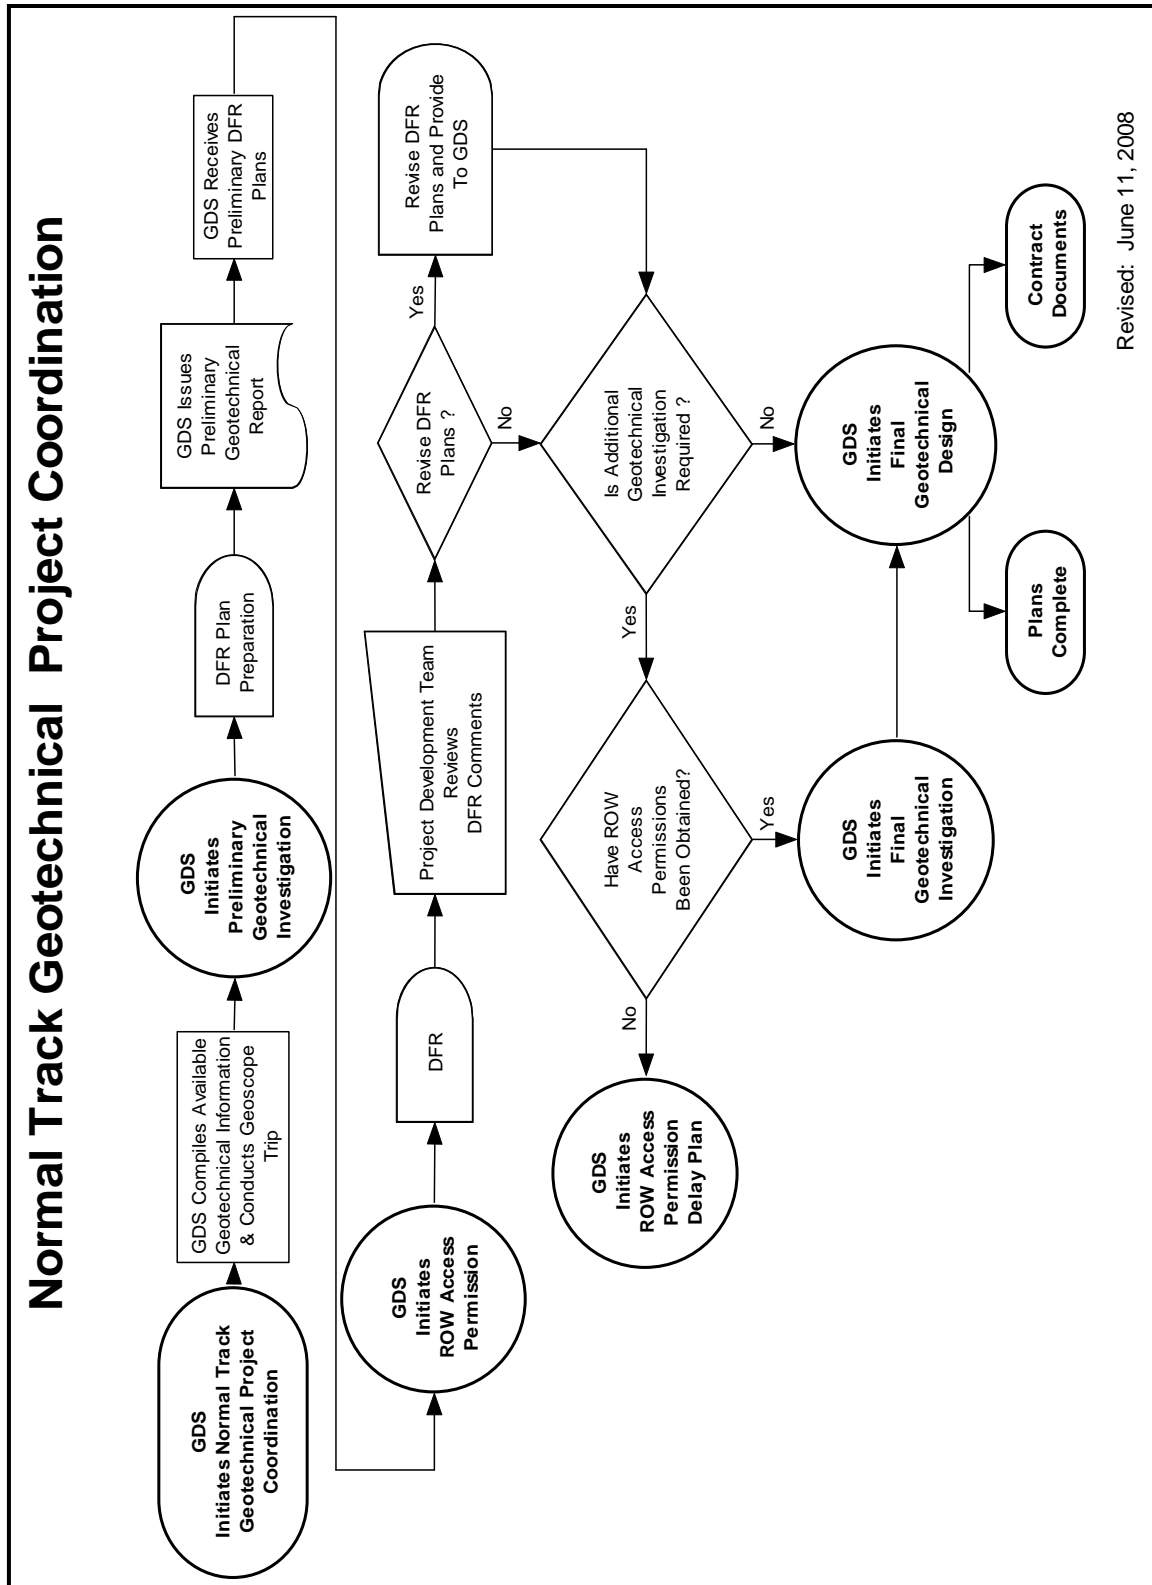 Normal Track Geotechnical Project Coordination
GDS
Initiates Normal Track
Geotechnical Project
Coordination
GDS Compiles Available
Geotechnical Information
& Conducts Geoscope
Trip
GDS
Initiates
Preliminary
Geotechnical
Investigation
DFR Plan
Preparation
GDS Issues
Preliminary
Geotechnical
Report
GDS Receives
Preliminary DFR
Plans
GDS
Initiates
ROW Access
Permission
DFR
Project Development Team
Reviews
DFR Comments
Revise DFR
Plans ?
Yes
No
Revise DFR
Plans and Provide
To GDS
Is Additional
Geotechnical
Investigation
Required ?
Yes
No
Have ROW
Access
Permissions
Been Obtained?
No
Yes
GDS
Initiates
ROW Access
Permission
Delay Plan
GDS
Initiates
Final
Geotechnical
Investigation
GDS
Initiates
Final
Geotechnical
Design
Plans
Complete
Contract
Documents
Revised: June 11, 2008